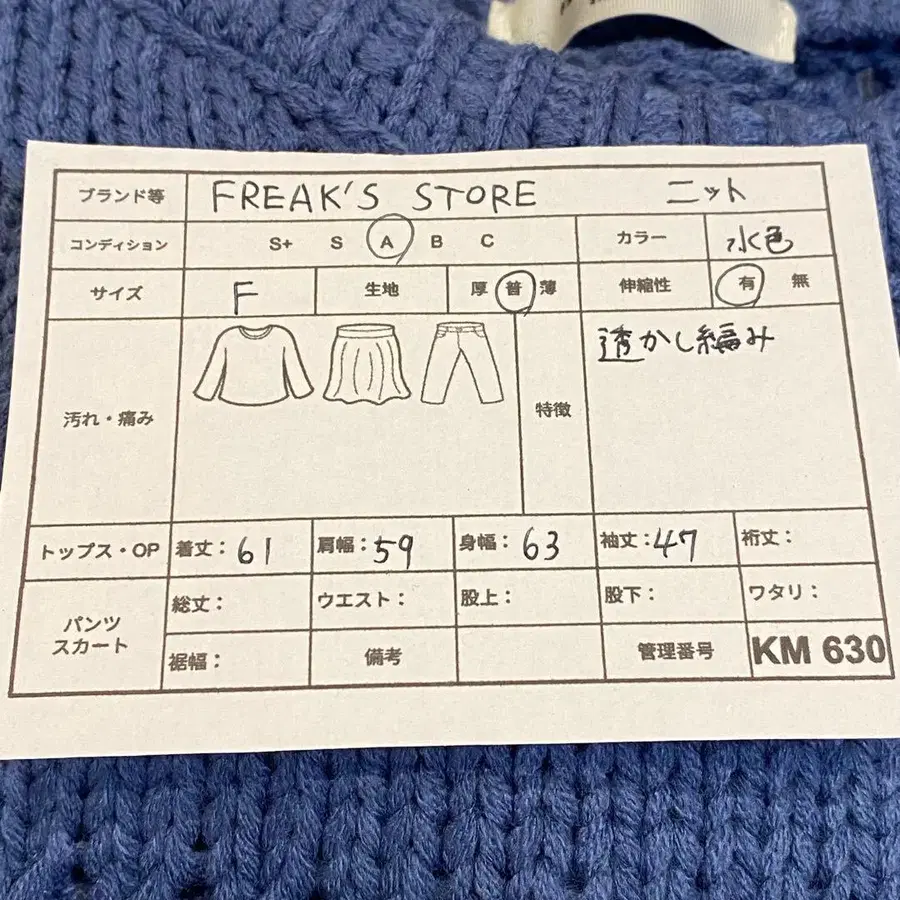 ブランド等 FREAK'S STORE ニット
コンディション S+ S A B C カラー 水色
サイズ F 生地 厚 普 薄 伸縮性 有 無
汚れ・痛み 特徴 透かし編み
トップス・OP 着丈：61 肩幅：59 身幅：63 袖丈：47 裄丈：
パンツ スカート 総丈： ウエスト： 股上： 股下： ワタリ：
裾幅： 備考 管理番号 KM 630